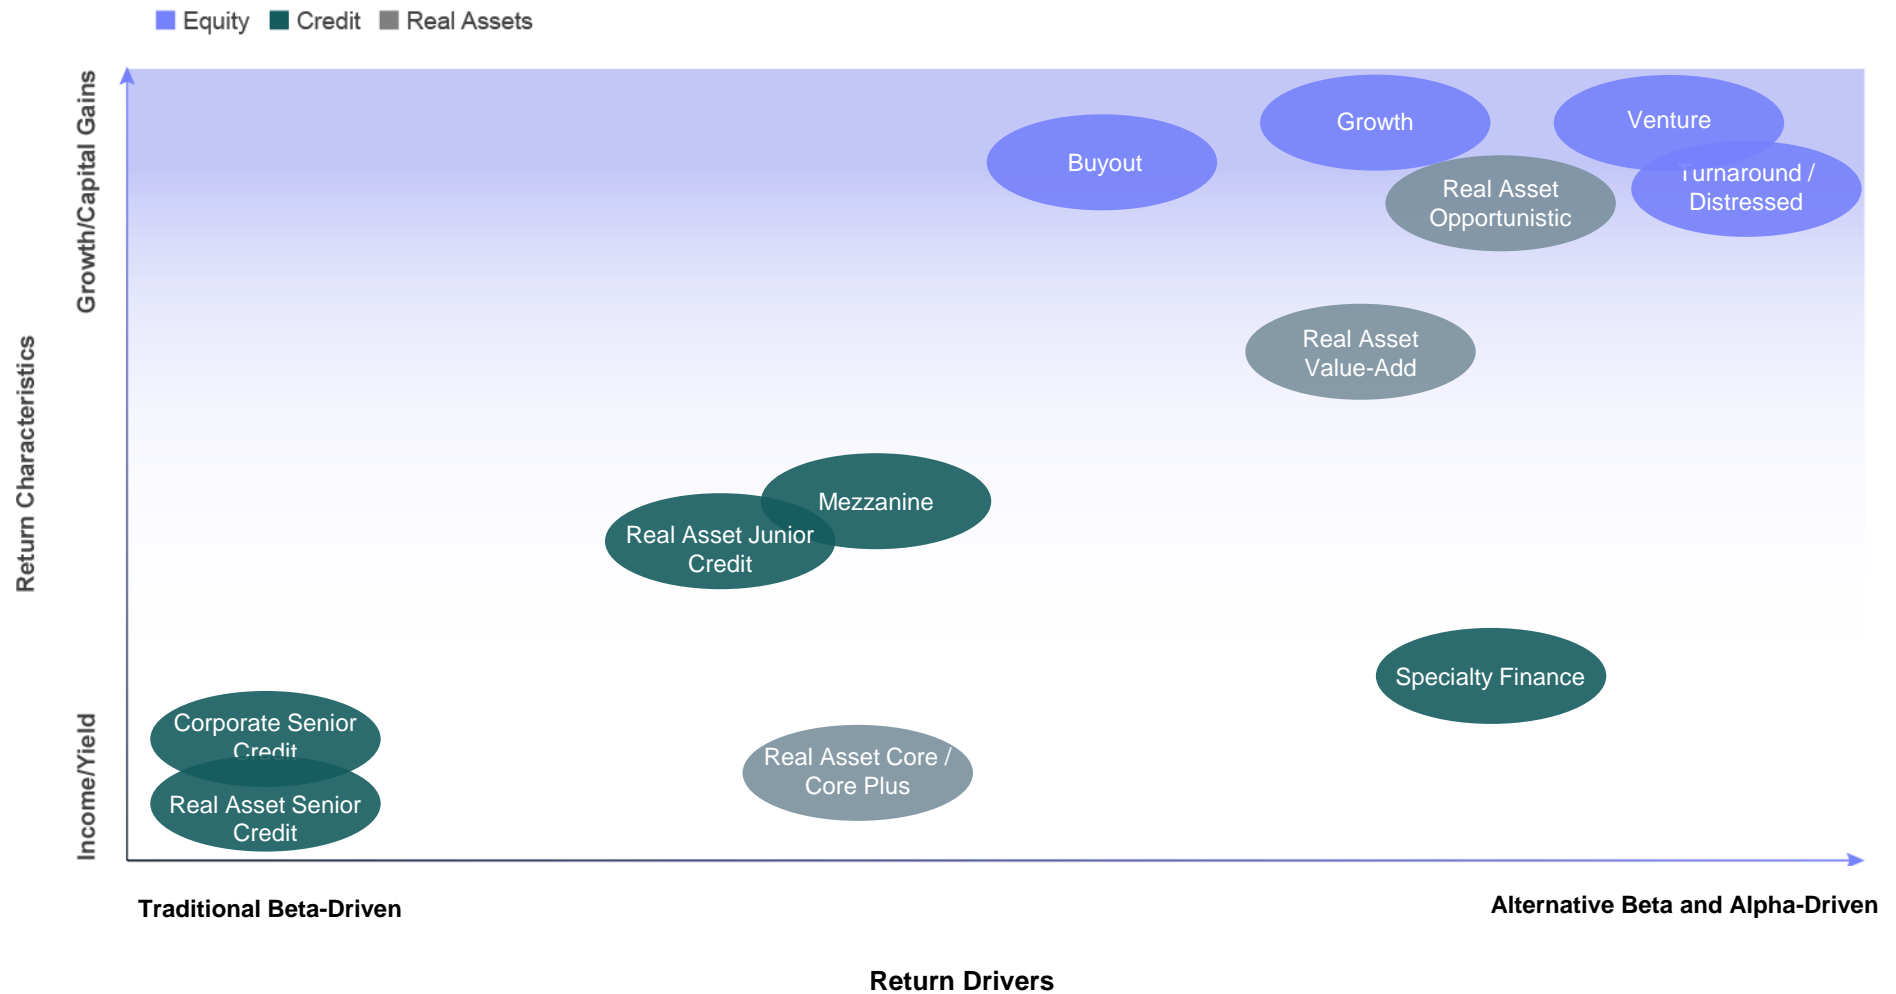 Equity Credit Real Assets
Growth/Capital Gains
Return Characteristics
Income/Yield
Growth
Venture
Buyout
Turnaround /
Distressed
Real Asset
Opportunistic
Real Asset
Value-Add
Mezzanine
Real Asset Junior
Credit
Specialty Finance
Corporate Senior
Credit
Real Asset Core /
Core Plus
Real Asset Senior
Credit
Traditional Beta-Driven
Alternative Beta and Alpha-Driven
Return Drivers